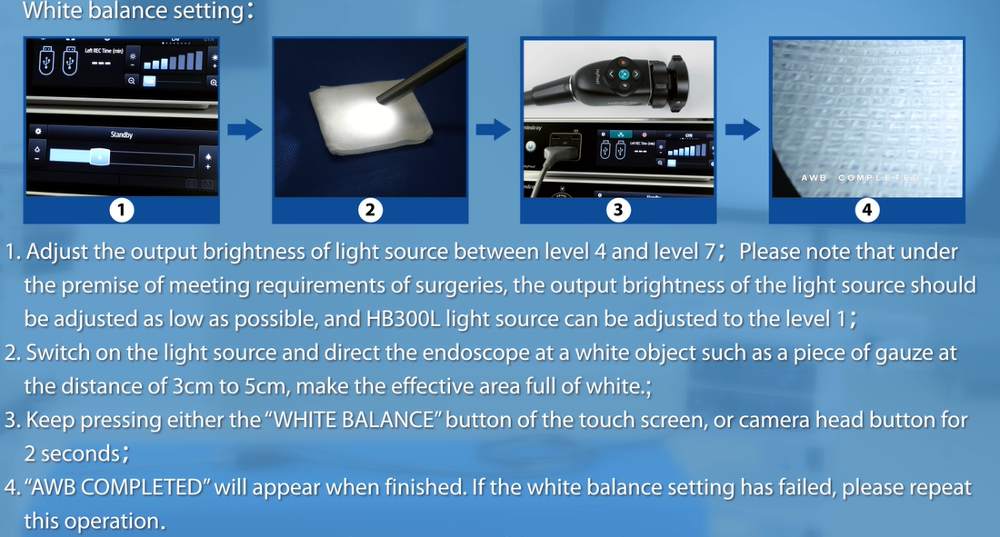 White balance setting：
Left REC Time (min)
---
Standby
4
mindray
Left REC Time (min)
---
Standby
AWB COMPLETED
1
2
3
4
1. Adjust the output brightness of light source between level 4 and level 7；Please note that under
the premise of meeting requirements of surgeries, the output brightness of the light source should
be adjusted as low as possible, and HB300L light source can be adjusted to the level 1；
2. Switch on the light source and direct the endoscope at a white object such as a piece of gauze at
the distance of 3cm to 5cm, make the effective area full of white.;
3. Keep pressing either the “WHITE BALANCE” button of the touch screen, or camera head button for
2 seconds；
4. “AWB COMPLETED” will appear when finished. If the white balance setting has failed, please repeat
this operation.